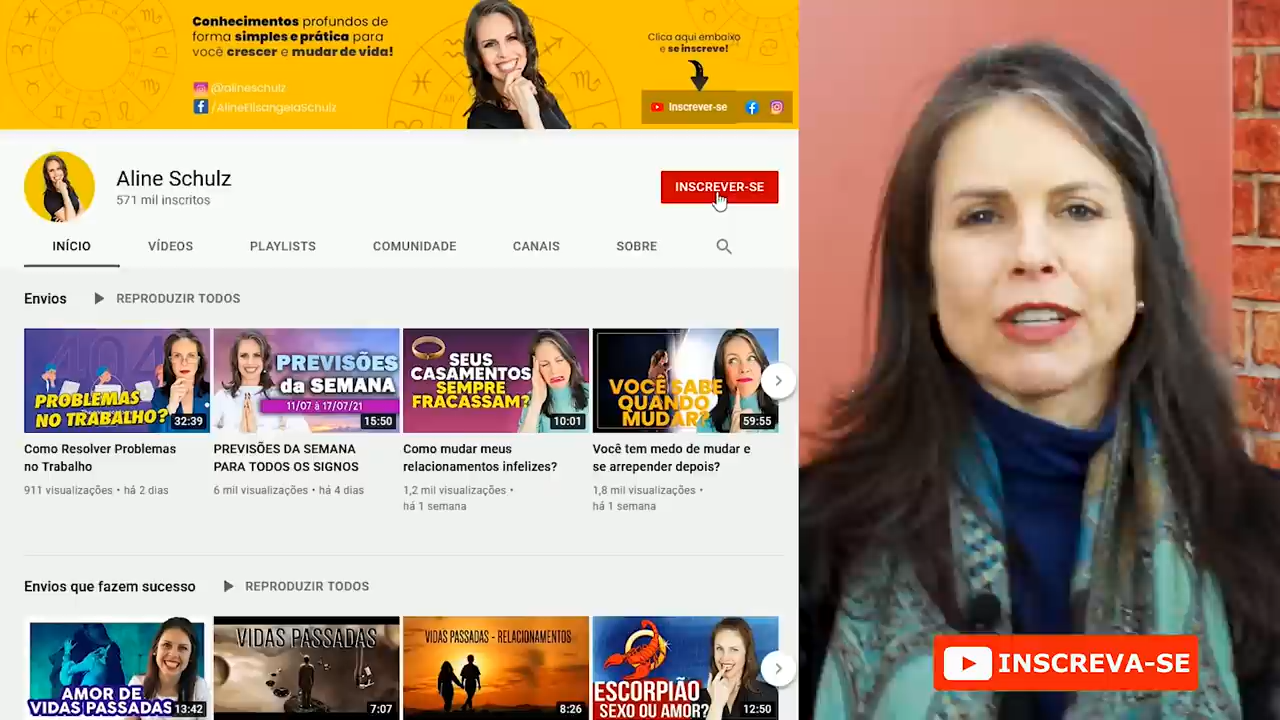 Conhecimentos profundos de
forma simples e prática para
você crescer e mudar de vida!
@alineschulz
/AlineElisangelaSchulz
Clica aqui embaixo
e se inscreve!
Inscrever-se
Aline Schulz
571 mil inscritos
INSCREVER-SE
INÍCIO
VÍDEOS
PLAYLISTS
COMUNIDADE
CANAIS
SOBRE
Envios
REPRODUZIR TODOS
404
PROBLEMAS
NO TRABALHO?
32:39
PREVISÕES
da SEMANA
11/07 à 17/07/21
15:50
SEUS
CASAMENTOS
SEMPRE
FRACASSAM?
10:01
VOCÊ SABE
QUANDO
MUDAR?
59:55
Como Resolver Problemas
no Trabalho
911 visualizações • há 2 dias
PREVISÕES DA SEMANA
PARA TODOS OS SIGNOS
6 mil visualizações • há 4 dias
Como mudar meus
relacionamentos infelizes?
1,2 mil visualizações •
há 1 semana
Você tem medo de mudar e
se arrepender depois?
1,8 mil visualizações •
há 1 semana
Envios que fazem sucesso
REPRODUZIR TODOS
AMOR DE
VIDAS PASSADAS
13:42
VIDAS PASSADAS
7:07
VIDAS PASSADAS - RELACIONAMENTOS
8:26
ESCORPIÃO
SEXO OU AMOR?
12:50
INSCREVA-SE